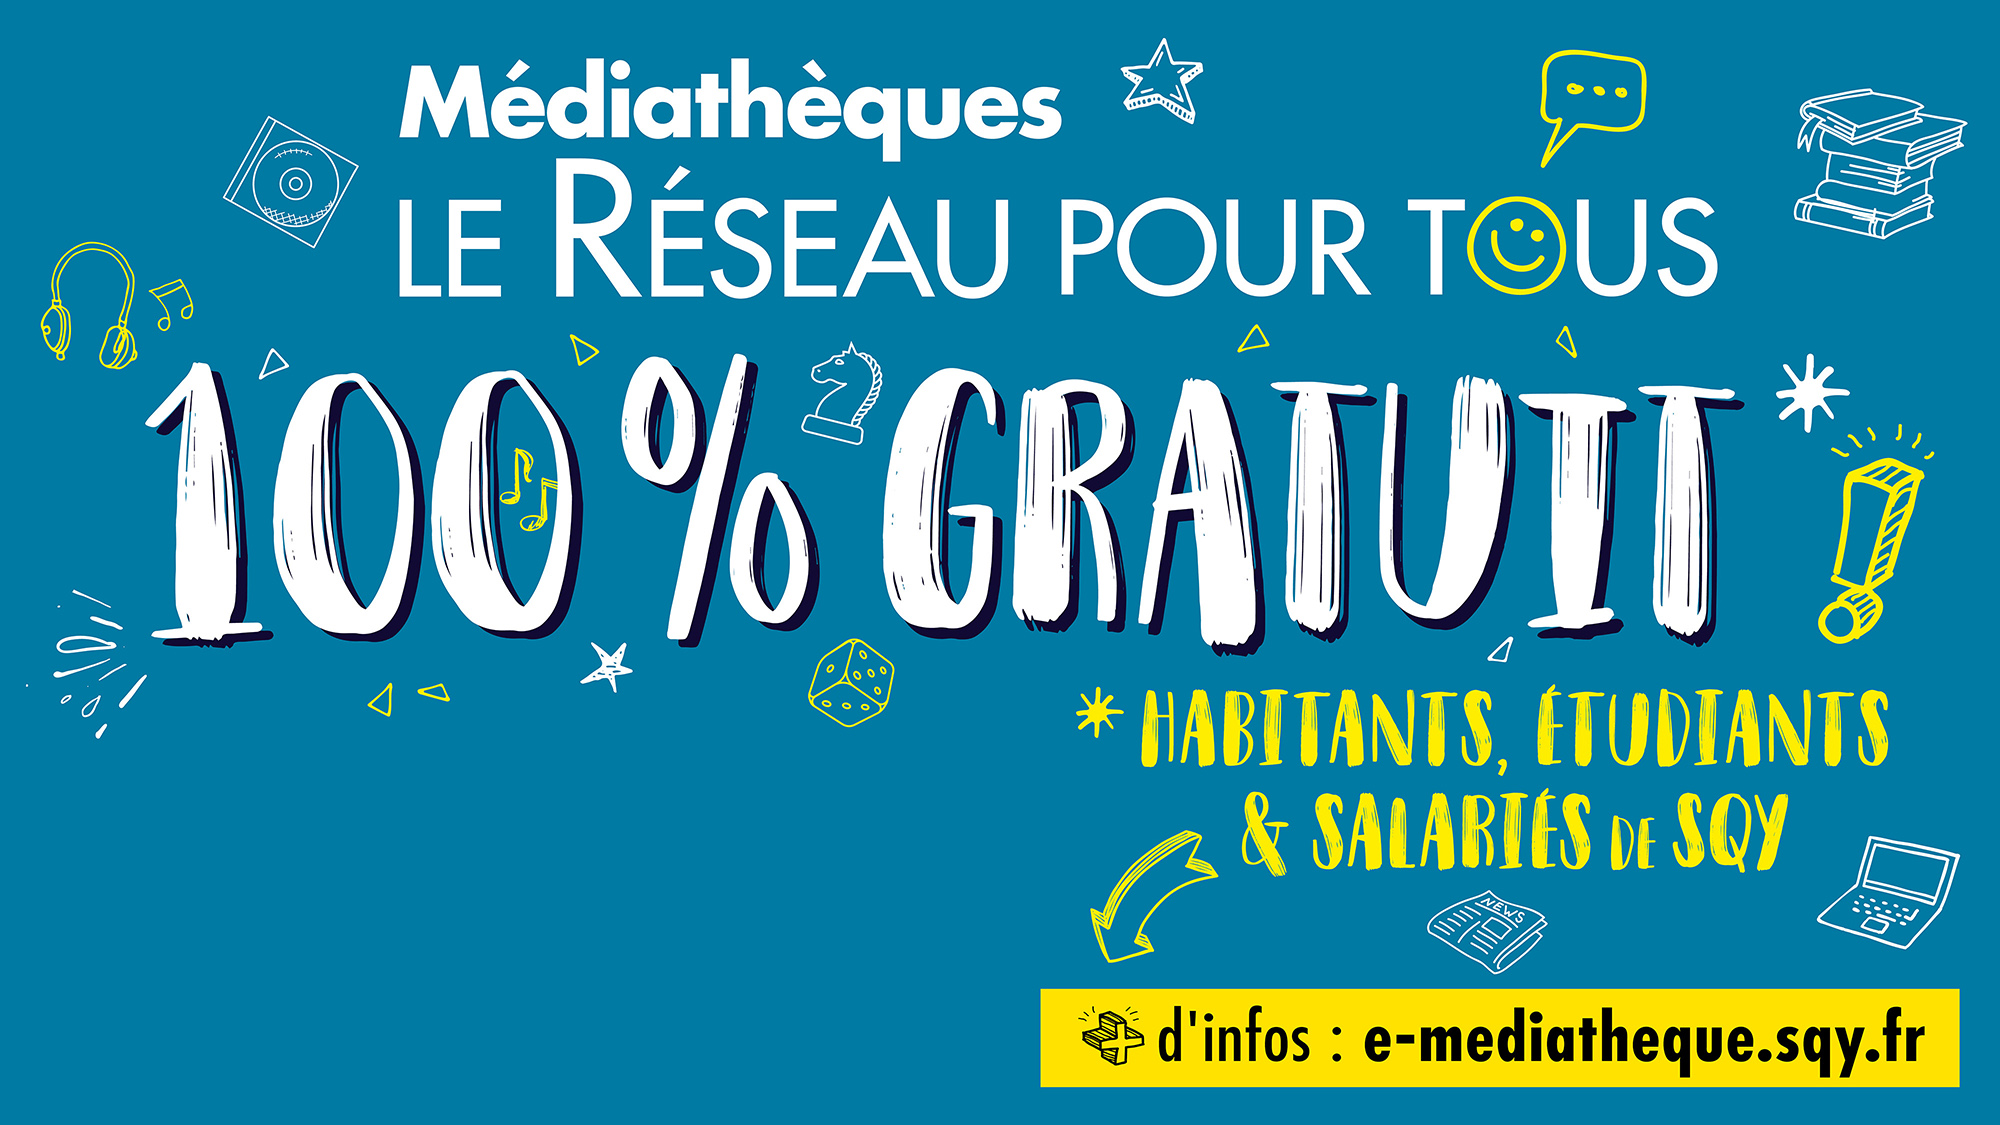 Médiathèques
LE RÉSEAU POUR TOUS
100% GRATUIT*!
* HABITANTS, ÉTUDIANTS
& SALARIÉS DE SQY
NEWS
+ d'infos : e-mediatheque.sqy.fr